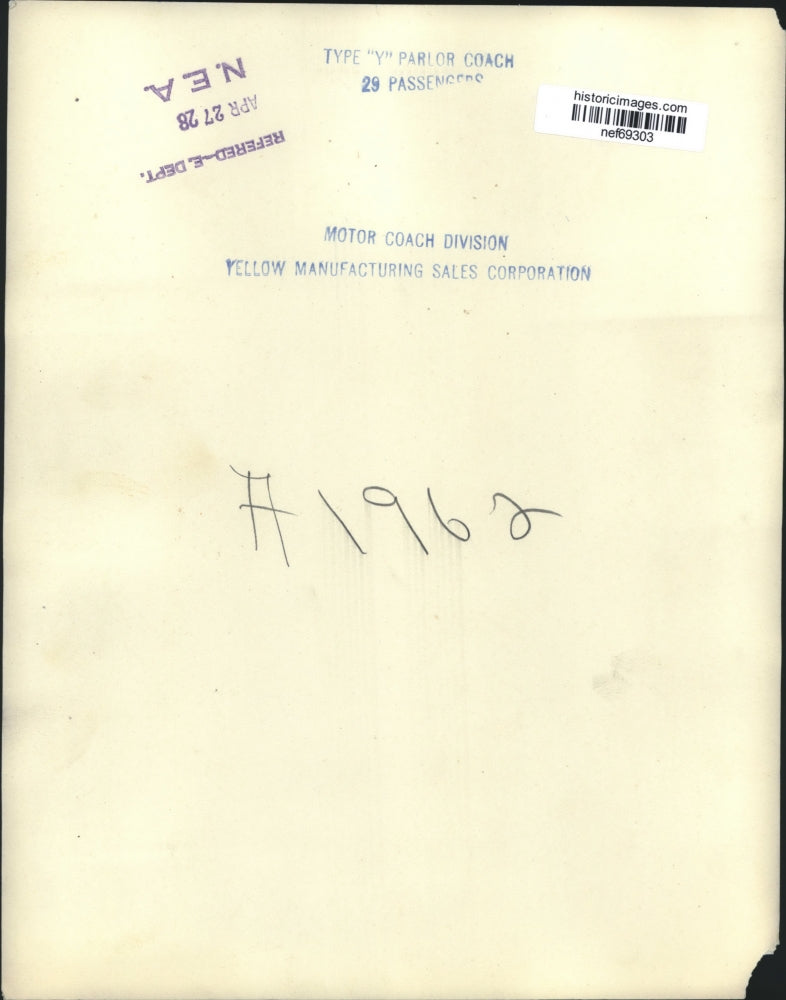 TYPE "Y" PARLOR COACH
29 PASSENGERS
N.E.A
APR 27 28
REFERED-E. DEPT.
historicimages.com
nef69303
MOTOR COACH DIVISION
YELLOW MANUFACTURING SALES CORPORATION
A 1962